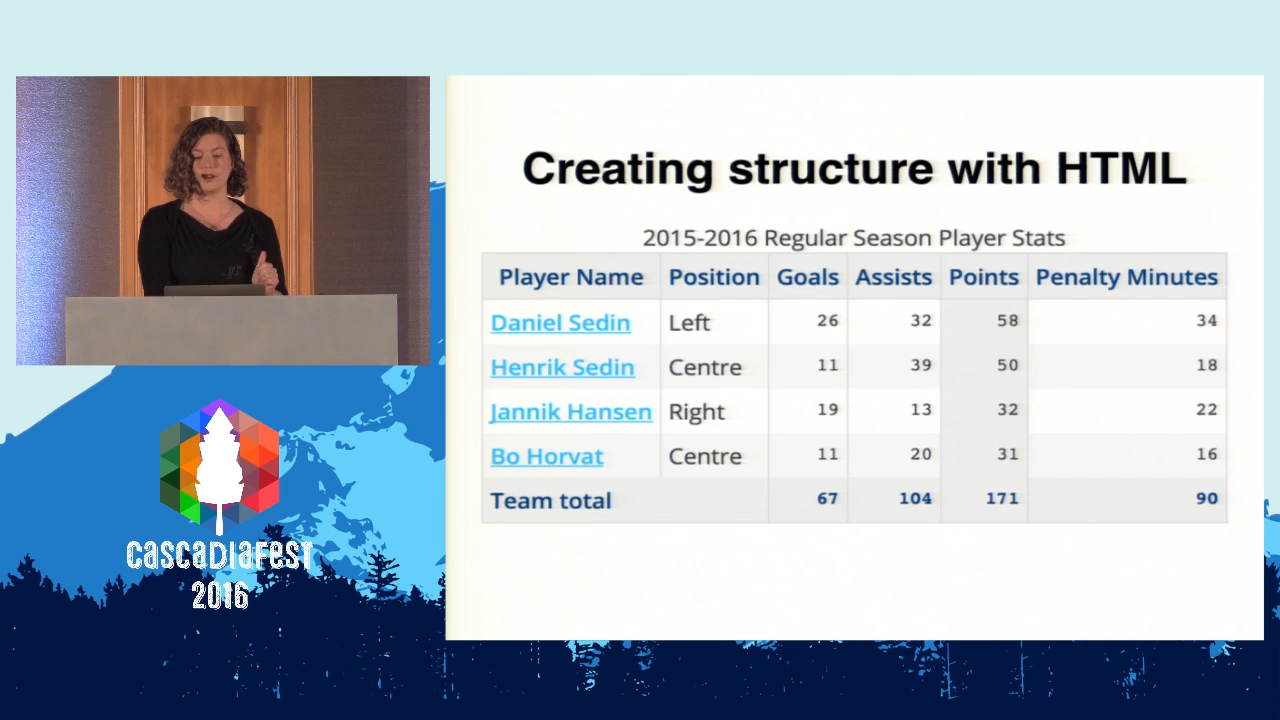 Creating structure with HTML
2015-2016 Regular Season Player Stats
Player Name Position Goals Assists Points Penalty Minutes
Daniel Sedin Left 26 32 58 34
Henrik Sedin Centre 11 39 50 18
Jannik Hansen Right 19 13 32 22
Bo Horvat Centre 11 20 31 16
Team total 67 104 171 90
CASCADIAFEST
2016